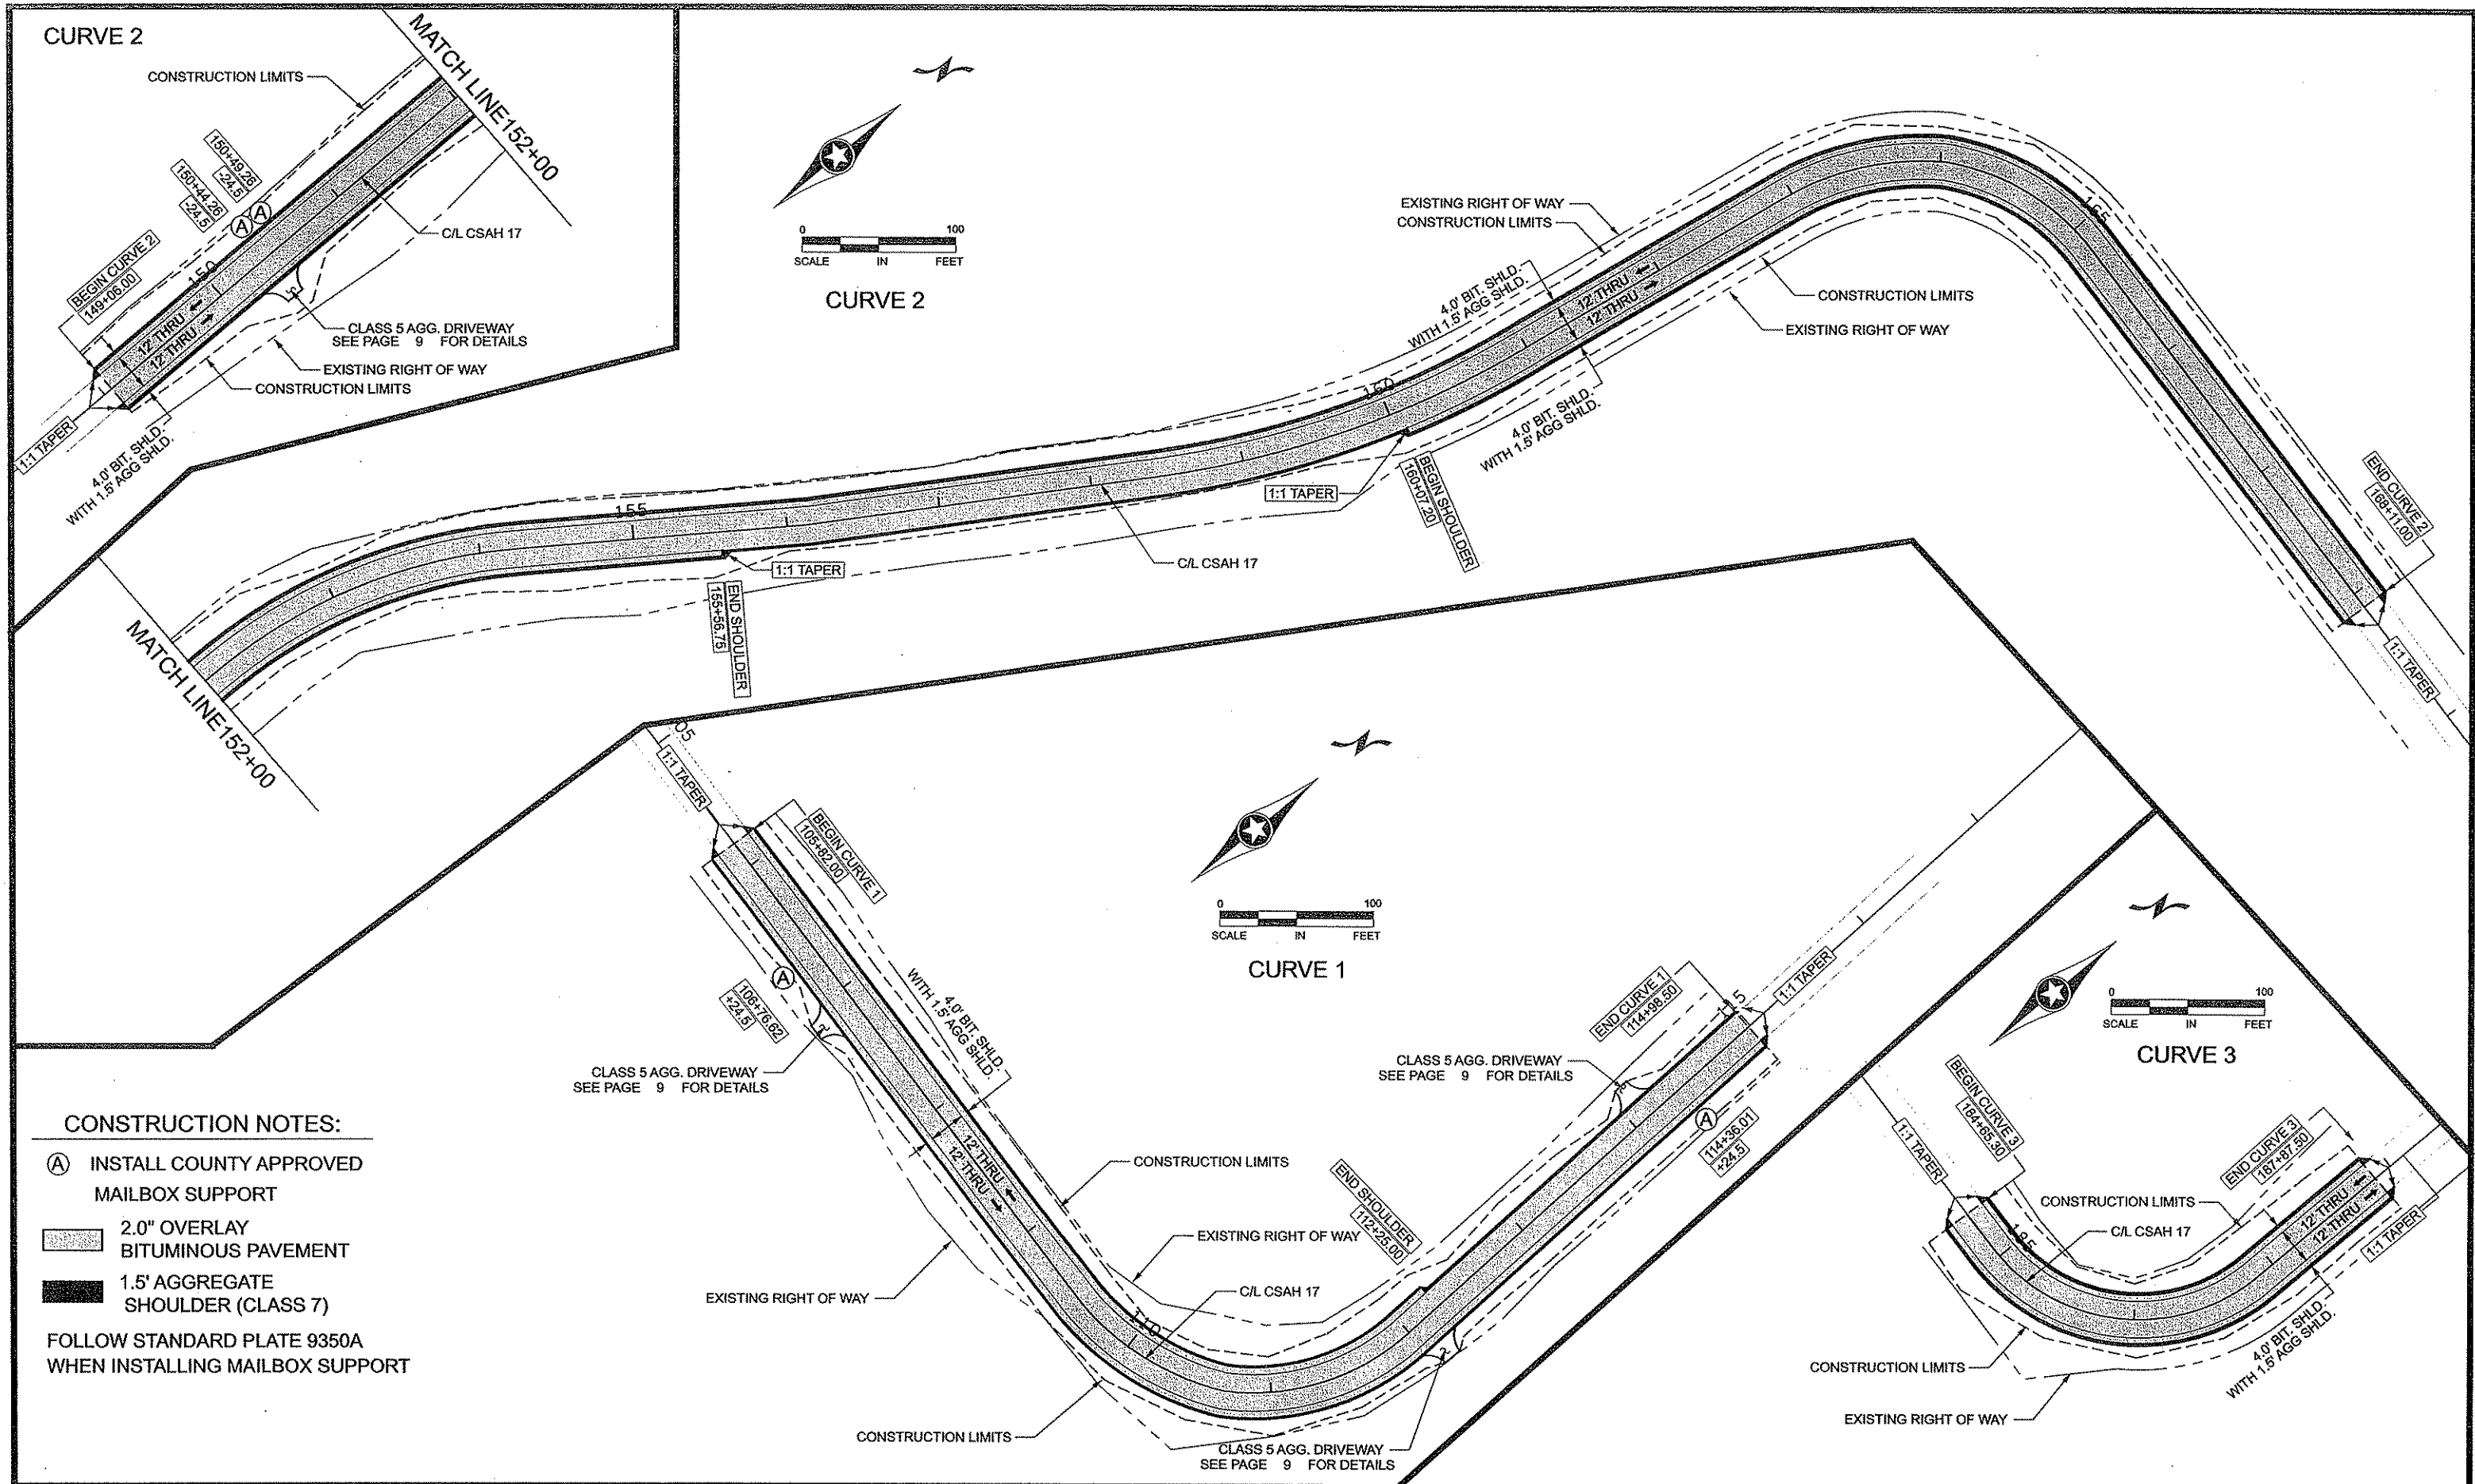 CURVE 2
CONSTRUCTION LIMITS
MATCH LINE152+00
150+49.26
-24.5
150+44.26
-24.5
BEGIN CURVE 2
149+06.00
150
12' THRU
12' THRU
C/L CSAH 17
CLASS 5 AGG. DRIVEWAY
SEE PAGE 9 FOR DETAILS
EXISTING RIGHT OF WAY
CONSTRUCTION LIMITS
1:1 TAPER
4.0' BIT. SHLD.
WITH 1.5' AGG SHLD.
A
A
0 100
SCALE IN FEET
CURVE 2
EXISTING RIGHT OF WAY
CONSTRUCTION LIMITS
4.0' BIT. SHLD.
WITH 1.5' AGG SHLD.
12' THRU
12' THRU
165
CONSTRUCTION LIMITS
EXISTING RIGHT OF WAY
160
4.0' BIT. SHLD.
WITH 1.5' AGG SHLD.
1:1 TAPER
BEGIN SHOULDER
160+07.20
END CURVE 2
168+11.00
1:1 TAPER
155
1:1 TAPER
END SHOULDER
155+56.75
C/L CSAH 17
MATCH LINE152+00
05
1:1 TAPER
BEGIN CURVE 1
105+82.00
0 100
SCALE IN FEET
CURVE 1
A
106+76.62
+24.5
WITH 1.5' AGG SHLD.
4.0' BIT. SHLD.
CLASS 5 AGG. DRIVEWAY
SEE PAGE 9 FOR DETAILS
12' THRU
12' THRU
CONSTRUCTION LIMITS
EXISTING RIGHT OF WAY
EXISTING RIGHT OF WAY
110
C/L CSAH 17
END SHOULDER
112+25.00
CLASS 5 AGG. DRIVEWAY
SEE PAGE 9 FOR DETAILS
END CURVE 1
114+98.50
1:1 TAPER
A
114+36.01
+24.5
CONSTRUCTION LIMITS
CLASS 5 AGG. DRIVEWAY
SEE PAGE 9 FOR DETAILS
0 100
SCALE IN FEET
CURVE 3
BEGIN CURVE 3
184+65.30
1:1 TAPER
185
END CURVE 3
187+87.50
CONSTRUCTION LIMITS
C/L CSAH 17
12' THRU
12' THRU
1:1 TAPER
4.0' BIT. SHLD.
WITH 1.5' AGG SHLD.
CONSTRUCTION LIMITS
EXISTING RIGHT OF WAY
CONSTRUCTION NOTES:
A INSTALL COUNTY APPROVED
MAILBOX SUPPORT
2.0" OVERLAY
BITUMINOUS PAVEMENT
1.5' AGGREGATE
SHOULDER (CLASS 7)
FOLLOW STANDARD PLATE 9350A
WHEN INSTALLING MAILBOX SUPPORT